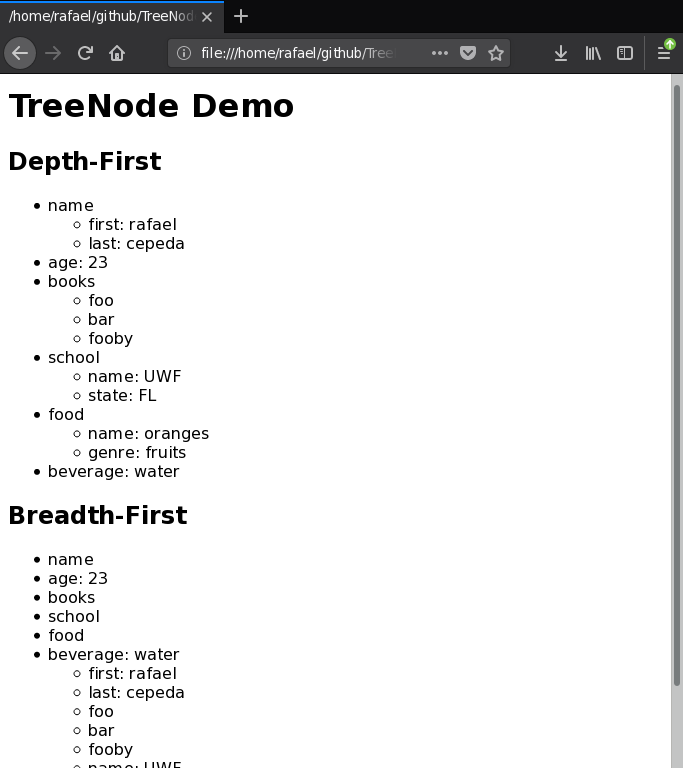 /home/rafael/github/TreeNod
file:///home/rafael/github/Tree
TreeNode Demo
Depth-First
name
first: rafael
last: cepeda
age: 23
books
foo
bar
fooby
school
name: UWF
state: FL
food
name: oranges
genre: fruits
beverage: water
Breadth-First
name
age: 23
books
school
food
beverage: water
first: rafael
last: cepeda
foo
bar
fooby
name: UWF